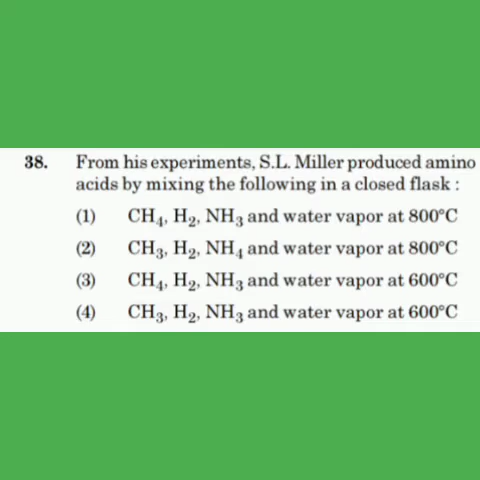 38. From his experiments, S.L. Miller produced amino
acids by mixing the following in a closed flask :
(1) CH₄, H₂, NH₃ and water vapor at 800°C
(2) CH₃, H₂, NH₄ and water vapor at 800°C
(3) CH₄, H₂, NH₃ and water vapor at 600°C
(4) CH₃, H₂, NH₃ and water vapor at 600°C